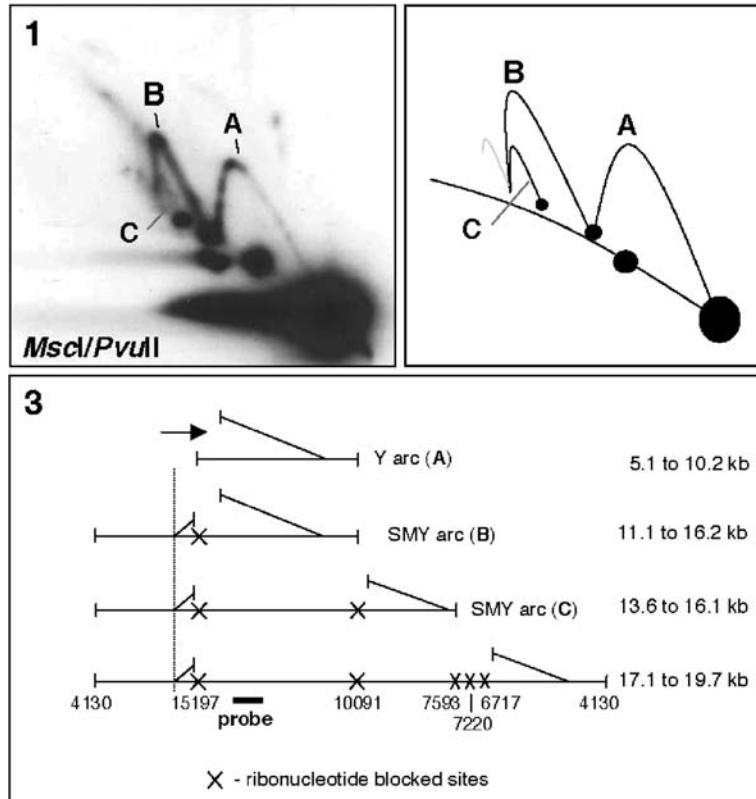 1
B
A
C
MscI/PvuII
B
A
C
3
Y arc (A) 5.1 to 10.2 kb
SMY arc (B) 11.1 to 16.2 kb
SMY arc (C) 13.6 to 16.1 kb
17.1 to 19.7 kb
4130 15197 10091 7593 6717 4130
probe 7220
X - ribonucleotide blocked sites